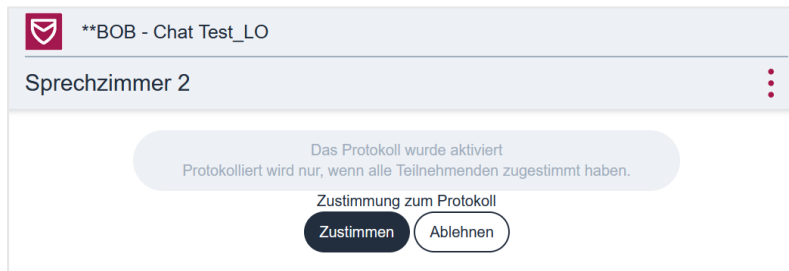 **BOB - Chat Test_LO
Sprechzimmer 2
Das Protokoll wurde aktiviert
Protokolliert wird nur, wenn alle Teilnehmenden zugestimmt haben.
Zustimmung zum Protokoll
Zustimmen Ablehnen